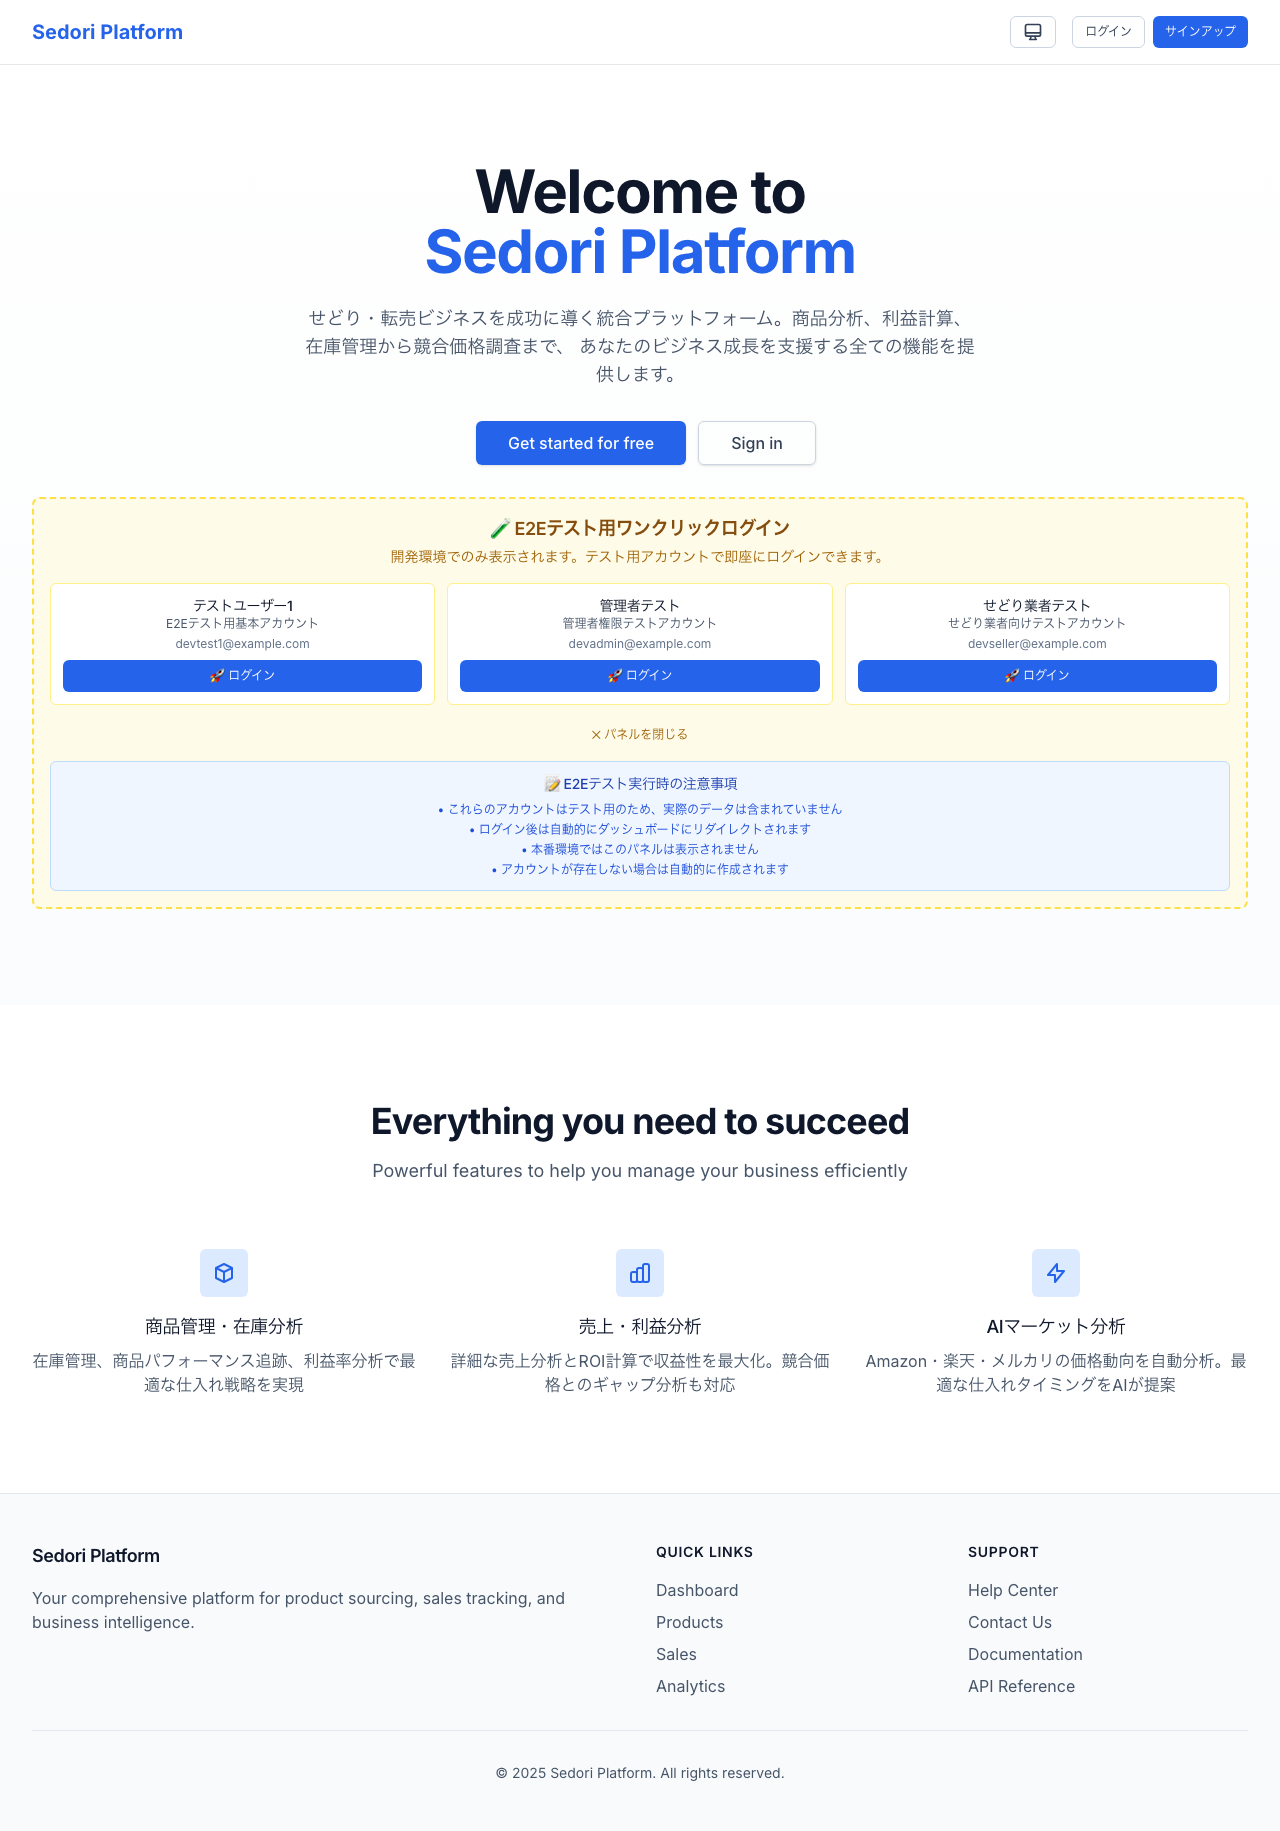 Sedori Platform
ログイン
サインアップ
Welcome to
Sedori Platform
せどり・転売ビジネスを成功に導く統合プラットフォーム。商品分析、利益計算、
在庫管理から競合価格調査まで、 あなたのビジネス成長を支援する全ての機能を提
供します。
Get started for free
Sign in
🧪 E2Eテスト用ワンクリックログイン
開発環境でのみ表示されます。テスト用アカウントで即座にログインできます。
テストユーザー1
E2Eテスト用基本アカウント
devtest1@example.com
🚀 ログイン
管理者テスト
管理者権限テストアカウント
devadmin@example.com
🚀 ログイン
せどり業者テスト
せどり業者向けテストアカウント
devseller@example.com
🚀 ログイン
✕ パネルを閉じる
📝 E2Eテスト実行時の注意事項
• これらのアカウントはテスト用のため、実際のデータは含まれていません
• ログイン後は自動的にダッシュボードにリダイレクトされます
• 本番環境ではこのパネルは表示されません
• アカウントが存在しない場合は自動的に作成されます
Everything you need to succeed
Powerful features to help you manage your business efficiently
商品管理・在庫分析
在庫管理、商品パフォーマンス追跡、利益率分析で最
適な仕入れ戦略を実現
売上・利益分析
詳細な売上分析とROI計算で収益性を最大化。競合価
格とのギャップ分析も対応
AIマーケット分析
Amazon・楽天・メルカリの価格動向を自動分析。最
適な仕入れタイミングをAIが提案
Sedori Platform
Your comprehensive platform for product sourcing, sales tracking, and
business intelligence.
QUICK LINKS
Dashboard
Products
Sales
Analytics
SUPPORT
Help Center
Contact Us
Documentation
API Reference
© 2025 Sedori Platform. All rights reserved.